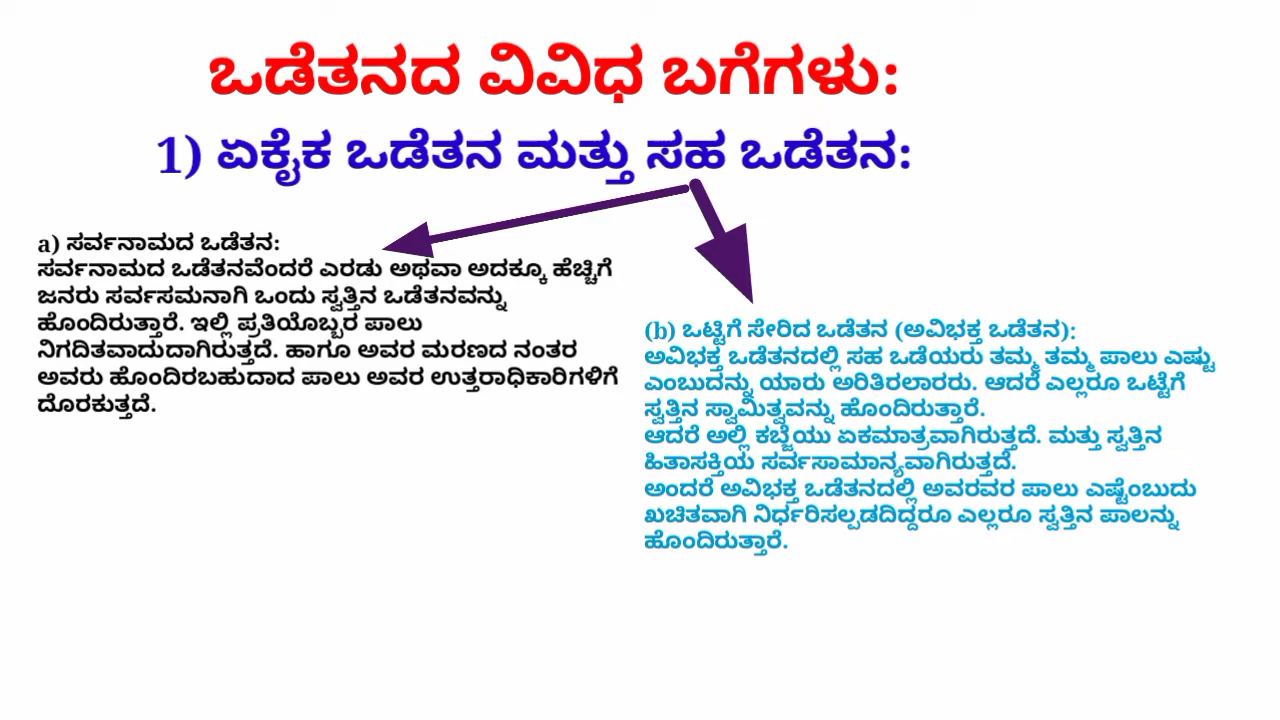 ಒಡೆತನದ ವಿವಿಧ ಬಗೆಗಳು:
1) ಏಕೈಕ ಒಡೆತನ ಮತ್ತು ಸಹ ಒಡೆತನ:
a) ಸರ್ವನಾಮದ ಒಡೆತನ:
ಸರ್ವನಾಮದ ಒಡೆತನವೆಂದರೆ ಎರಡು ಅಥವಾ ಅದಕ್ಕೂ ಹೆಚ್ಚಿಗೆ
ಜನರು ಸರ್ವಸಮನಾಗಿ ಒಂದು ಸ್ವತ್ತಿನ ಒಡೆತನವನ್ನು
ಹೊಂದಿರುತ್ತಾರೆ. ಇಲ್ಲಿ ಪ್ರತಿಯೊಬ್ಬರ ಪಾಲು
ನಿಗದಿತವಾದುದಾಗಿರುತ್ತದೆ. ಹಾಗೂ ಅವರ ಮರಣದ ನಂತರ
ಅವರು ಹೊಂದಿರಬಹುದಾದ ಪಾಲು ಅವರ ಉತ್ತರಾಧಿಕಾರಿಗಳಿಗೆ
ದೊರಕುತ್ತದೆ.
(b) ಒಟ್ಟಿಗೆ ಸೇರಿದ ಒಡೆತನ (ಅವಿಭಕ್ತ ಒಡೆತನ):
ಅವಿಭಕ್ತ ಒಡೆತನದಲ್ಲಿ ಸಹ ಒಡೆಯರು ತಮ್ಮ ತಮ್ಮ ಪಾಲು ಎಷ್ಟು
ಎಂಬುದನ್ನು ಯಾರು ಅರಿತಿರಲಾರರು. ಆದರೆ ಎಲ್ಲರೂ ಒಟ್ಟಿಗೆ
ಸ್ವತ್ತಿನ ಸ್ವಾಮಿತ್ವವನ್ನು ಹೊಂದಿರುತ್ತಾರೆ.
ಆದರೆ ಅಲ್ಲಿ ಕಬ್ಜೆಯು ಏಕಮಾತ್ರವಾಗಿರುತ್ತದೆ. ಮತ್ತು ಸ್ವತ್ತಿನ
ಹಿತಾಸಕ್ತಿಯ ಸರ್ವಸಾಮಾನ್ಯವಾಗಿರುತ್ತದೆ.
ಅಂದರೆ ಅವಿಭಕ್ತ ಒಡೆತನದಲ್ಲಿ ಅವರವರ ಪಾಲು ಎಷ್ಟೆಂಬುದು
ಖಚಿತವಾಗಿ ನಿರ್ಧರಿಸಲ್ಪಡದಿದ್ದರೂ ಎಲ್ಲರೂ ಸ್ವತ್ತಿನ ಪಾಲನ್ನು
ಹೊಂದಿರುತ್ತಾರೆ.